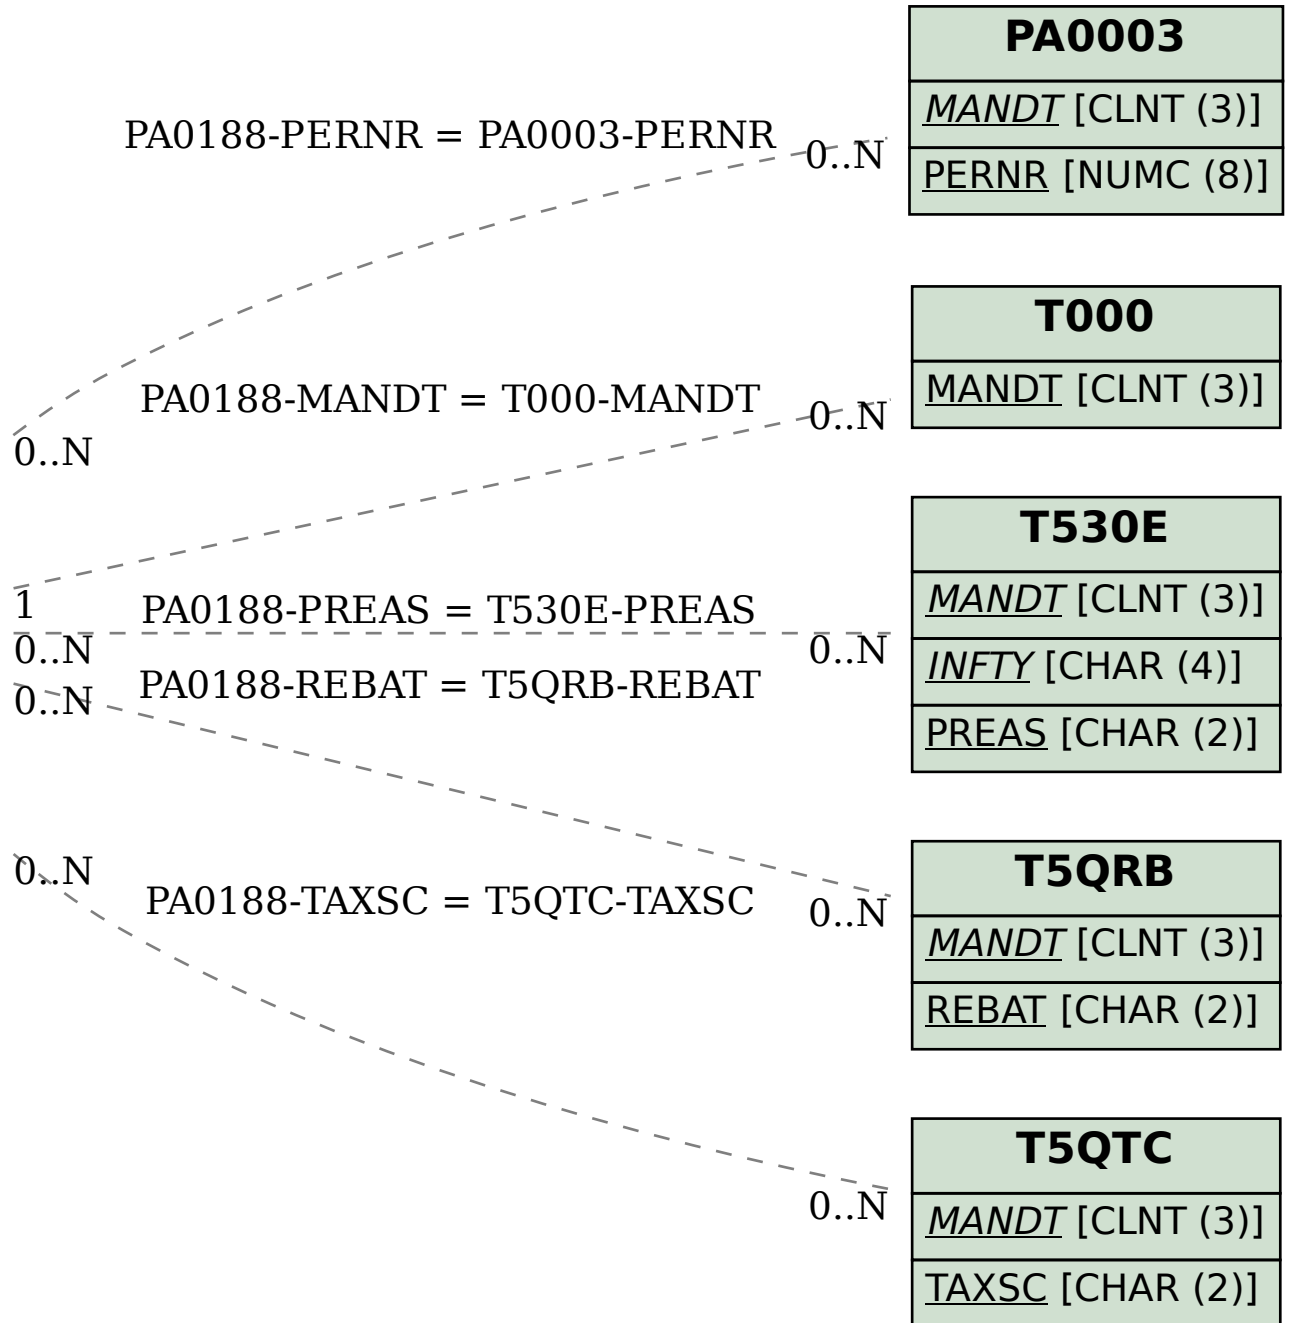 PA0003
MANDT [CLNT (3)]
PERNR [NUMC (8)]
PA0188-PERNR = PA0003-PERNR
0..N
0..N
T000
MANDT [CLNT (3)]
PA0188-MANDT = T000-MANDT
0..N
1
T530E
MANDT [CLNT (3)]
INFTY [CHAR (4)]
PREAS [CHAR (2)]
PA0188-PREAS = T530E-PREAS
0..N
0..N
PA0188-REBAT = T5QRB-REBAT
0..N
0..N
T5QRB
MANDT [CLNT (3)]
REBAT [CHAR (2)]
PA0188-TAXSC = T5QTC-TAXSC
0..N
0..N
T5QTC
MANDT [CLNT (3)]
TAXSC [CHAR (2)]